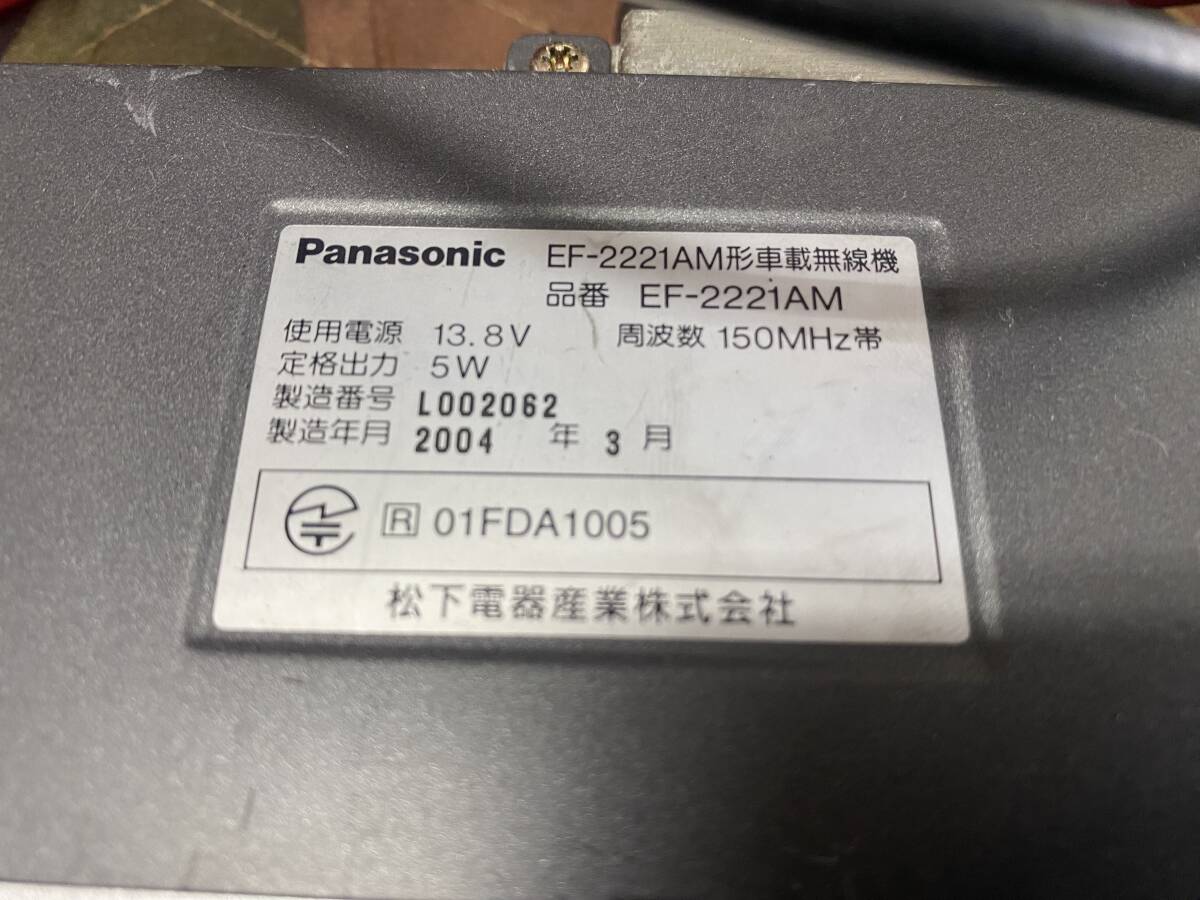 Panasonic EF-2221AM形車載無線機
品番 EF-2221AM
使用電源 13.8V 周波数 150MHz帯
定格出力 5W
製造番号 L002062
製造年月 2004 年 3 月
R 01FDA1005
松下電器産業株式会社